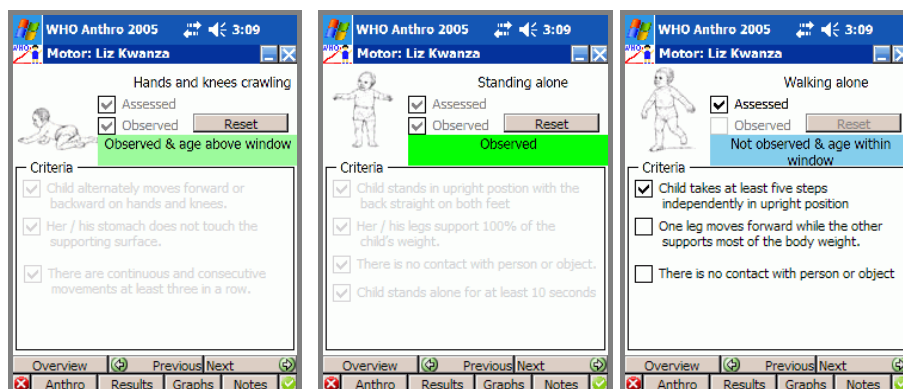 WHO Anthro 2005 3:09
WHO Motor: Liz Kwanza
Hands and knees crawling
Assessed
Observed Reset
Observed & age above window
Criteria
Child alternately moves forward or
backward on hands and knees.
Her / his stomach does not touch the
supporting surface.
There are continuous and consecutive
movements at least three in a row.
Overview Previous Next
Anthro Results Graphs Notes
WHO Anthro 2005 3:09
WHO Motor: Liz Kwanza
Standing alone
Assessed
Observed Reset
Observed
Criteria
Child stands in upright postion with the
back straight on both feet
Her / his legs support 100% of the
child's weight.
There is no contact with person or object.
Child stands alone for at least 10 seconds
Overview Previous Next
Anthro Results Graphs Notes
WHO Anthro 2005 3:09
WHO Motor: Liz Kwanza
Walking alone
Assessed
Observed Reset
Not observed & age within
window
Criteria
Child takes at least five steps
independently in upright position
One leg moves forward while the other
supports most of the body weight.
There is no contact with person or object
Overview Previous Next
Anthro Results Graphs Notes